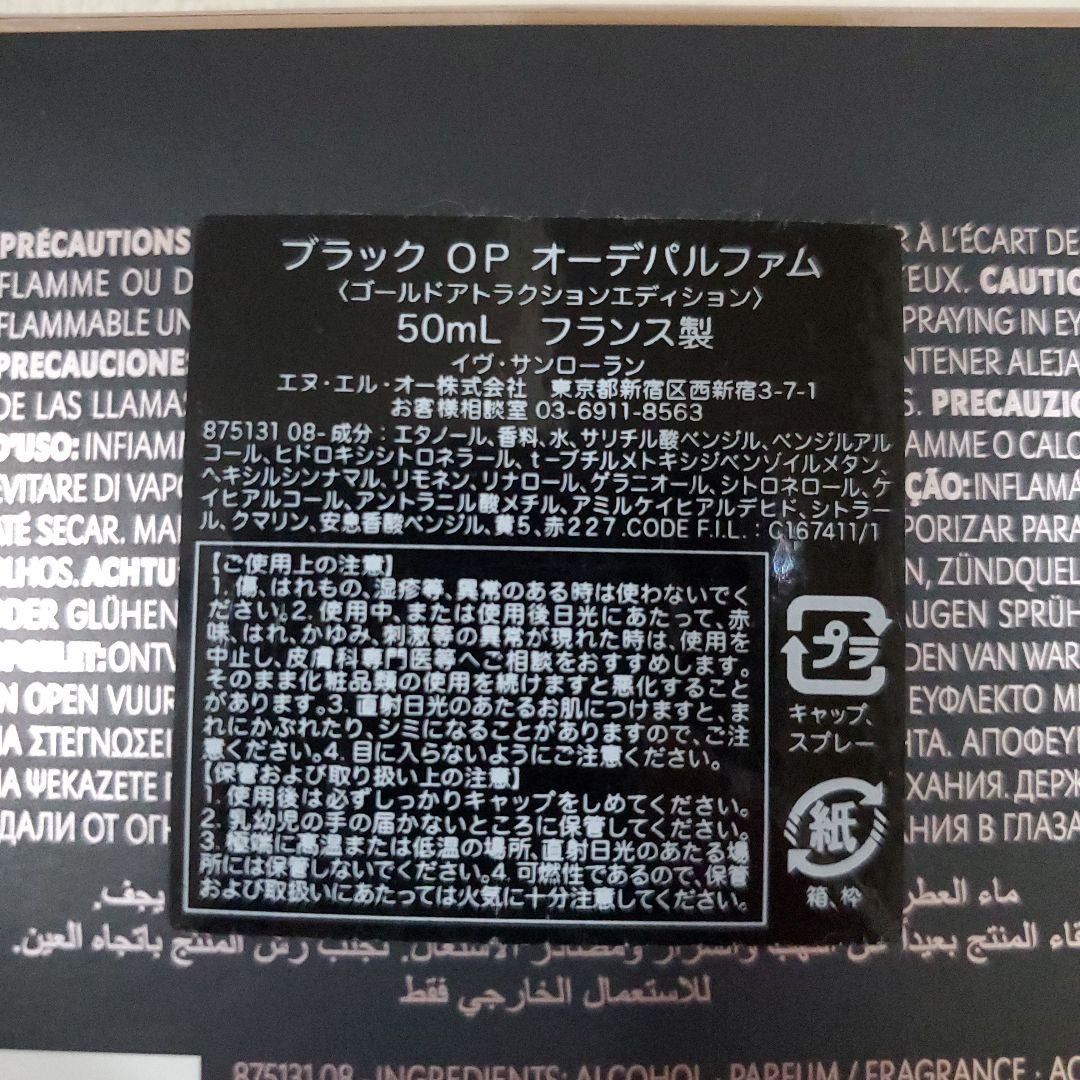 PRÉCAUTIONS
FLAMME OU D
FLAMMABLE UN
PRECAUCIONE
DE LAS LLAMA
D'USO: INFIAMM
EVITARE DI VAPO
ATÉ SECAR. MAN
OLHOS. ACHTU
ODER GLÜHEN
ONTV
N OPEN VUUR
ΝΑ ΣΤΕΓΝΩΣΕΙ
ΝΑ ΨΕΚΑΖΕΤΕ
ДАЛИ ОТ ОГН
ブラック OP オーデパルファム
〈ゴールドアトラクションエディション〉
50mL フランス製
イヴ・サンローラン
エヌ・エル・オー株式会社 東京都新宿区西新宿3-7-1
お客様相談室 03-6911-8563
875131 08-成分：エタノール、香料、水、サリチル酸ベンジル、ベンジルアル
コール、ヒドロキシシトロネラール、t-ブチルメトキシジベンゾイルメタン、
ヘキシルシンナマル、リモネン、リナロール、ゲラニオール、シトロネロール、ケ
イヒアルコール、アントラニル酸メチル、アミルケイヒアルデヒド、シトラー
ル、クマリン、安息香酸ベンジル、黄5、赤227.CODE F.I.L. : C167411/1
【ご使用上の注意】
1. 傷、はれもの、湿疹等、異常のある時は使わないでく
ださい。2. 使用中、または使用後日光にあたって、赤
味、はれ、かゆみ、刺激等の異常が現れた時は、使用を
中止し、皮膚科専門医等へご相談をおすすめします。
そのまま化粧品類の使用を続けますと悪化すること
があります。3. 直射日光のあたるお肌につけますと、ま
れにかぶれたり、シミになることがありますので、ご注
意ください。4. 目に入らないようにご注意ください。
【保管および取り扱い上の注意】
1. 使用後は必ずしっかりキャップをしめてください。
2. 乳幼児の手の届かないところに保管してください。
3. 極端に高温または低温の場所、直射日光のあたる場
所には保管しないでください。4. 可燃性であるので、保管
および取扱いにあたっては火気に十分注意してください。
プラ
キャップ、
スプレー
紙
箱、枠
R À L'ÉCART DE
YEUX. CAUTIO
PRAYING IN EY
NTENER ALEJA
S. PRECAUZIO
AMME O CALO
ÇÃO: INFLAMÁ
PORIZAR PARA
N, ZÜNDQUEL
AUGEN SPRÜH
DEN VAN WAR
ΕΥΦΛΕΚΤΟ ΜΕ
ΗΤΑ. ΑΠΟΦΕΥΓ
ХАНИЯ. ДЕРЖ
НИЯ В ГЛАЗА
ماء العطر
يجف.
قاء المنتج بعيداً عن اللهب والشرار ومصادر الاشتعال. تجنب رش المنتج باتجاه العين.
للاستعمال الخارجي فقط
875131 08 - INGREDIENTS: ALCOHOL · PARFUM / FRAGRANCE · AQ